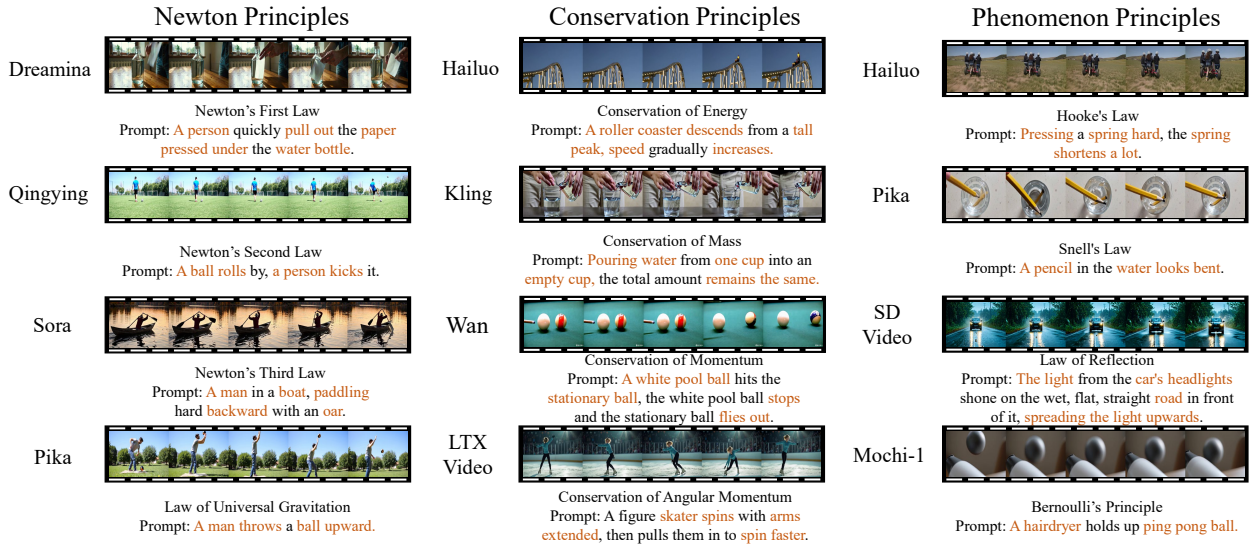 Newton Principles
Dreamina
Newton's First Law
Prompt: A person quickly pull out the paper
pressed under the water bottle.
Qingying
Newton's Second Law
Prompt: A ball rolls by, a person kicks it.
Sora
Newton's Third Law
Prompt: A man in a boat, paddling
hard backward with an oar.
Pika
Law of Universal Gravitation
Prompt: A man throws a ball upward.
Conservation Principles
Hailuo
Conservation of Energy
Prompt: A roller coaster descends from a tall
peak, speed gradually increases.
Kling
Conservation of Mass
Prompt: Pouring water from one cup into an
empty cup, the total amount remains the same.
Wan
Conservation of Momentum
Prompt: A white pool ball hits the
stationary ball, the white pool ball stops
and the stationary ball flies out.
LTX
Video
Conservation of Angular Momentum
Prompt: A figure skater spins with arms
extended, then pulls them in to spin faster.
Phenomenon Principles
Hailuo
Hooke's Law
Prompt: Pressing a spring hard, the spring
shortens a lot.
Pika
Snell's Law
Prompt: A pencil in the water looks bent.
SD
Video
Law of Reflection
Prompt: The light from the car's headlights
shone on the wet, flat, straight road in front
of it, spreading the light upwards.
Mochi-1
Bernoulli's Principle
Prompt: A hairdryer holds up ping pong ball.